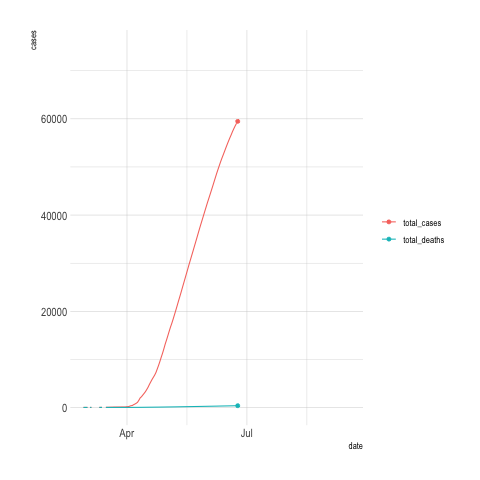 cases
60000
40000
20000
0
Apr
Jul
date
total_cases
total_deaths